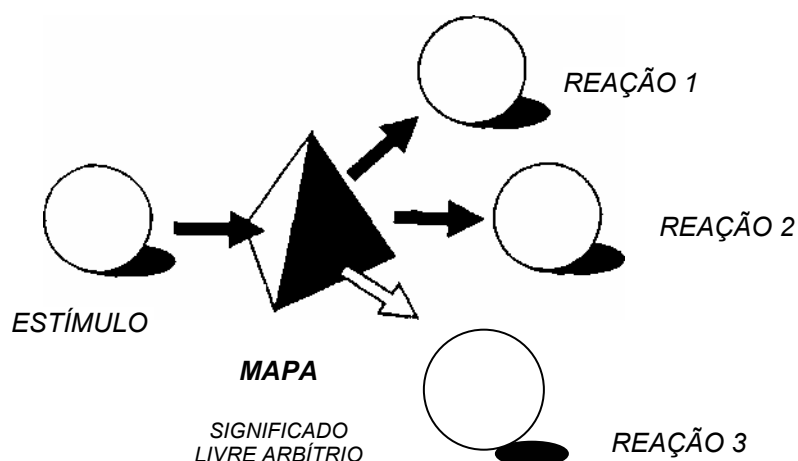 REAÇÃO 1
REAÇÃO 2
ESTÍMULO
MAPA
SIGNIFICADO
LIVRE ARBÍTRIO
REAÇÃO 3